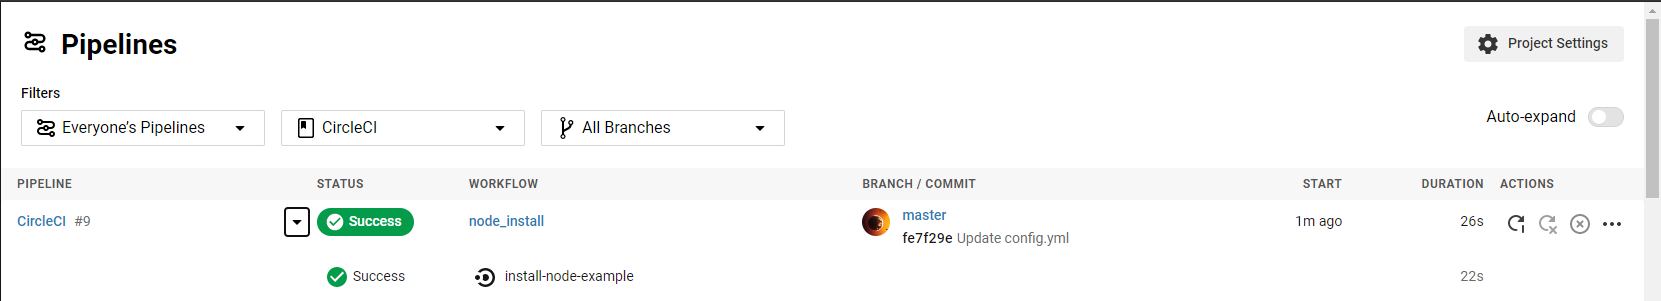 Pipelines
Project Settings
Filters
Everyone's Pipelines CircleCI All Branches Auto-expand
PIPELINE STATUS WORKFLOW BRANCH / COMMIT START DURATION ACTIONS
CircleCI #9 Success node_install master 1m ago 26s
fe7f29e Update config.yml
Success install-node-example 22s